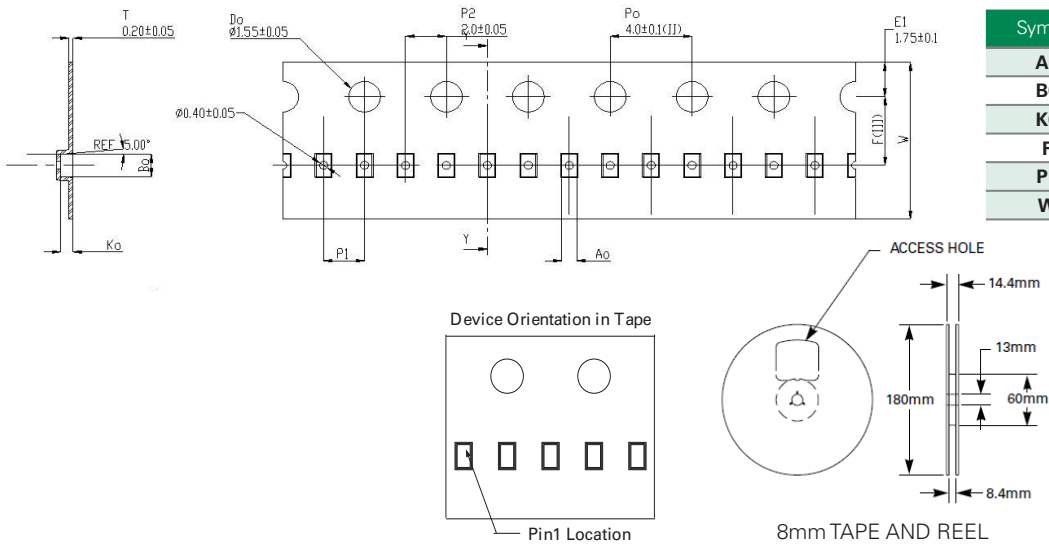 T
0.20±0.05
Do
Ø1.55±0.05
P2
2.0±0.05
Y
Po
4.0±0.1(II)
E1
1.75±0.1
Ø0.40±0.05
REF 5.00°
Bo
Ko
F(III)
W
P1
Y
Ao
ACCESS HOLE
14.4mm
13mm
180mm
60mm
8.4mm
8mm TAPE AND REEL
Device Orientation in Tape
Pin1 Location